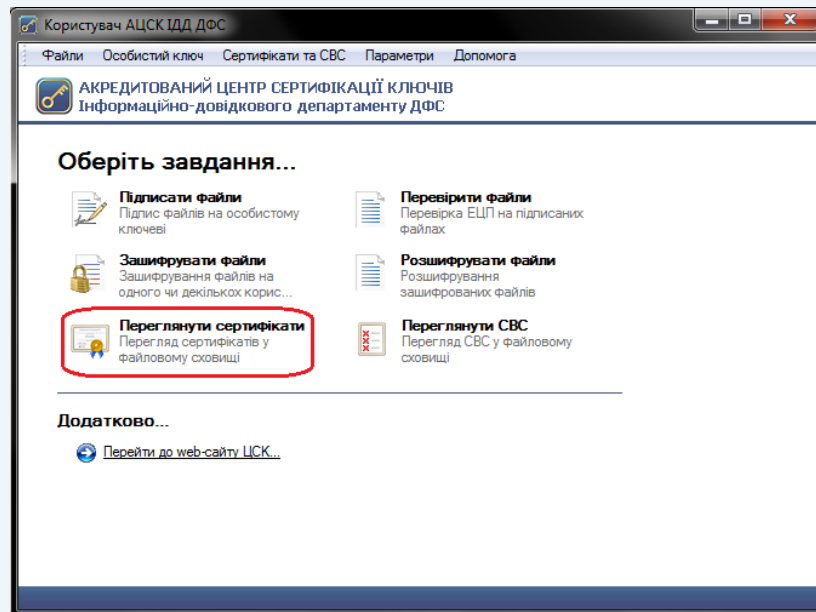 Користувач АЦСК ІДД ДФС
Файли Особистий ключ Сертифікати та СВС Параметри Допомога
АКРЕДИТОВАНИЙ ЦЕНТР СЕРТИФІКАЦІЇ КЛЮЧІВ
Інформаційно-довідкового департаменту ДФС
Оберіть завдання...
Підписати файли
Підпис файлів на особистому
ключеві
Перевірити файли
Перевірка ЕЦП на підписаних
файлах
Зашифрувати файли
Зашифрування файлів на
одного чи декількох корис...
Розшифрувати файли
Розшифрування
зашифрованих файлів
Переглянути сертифікати
Перегляд сертифікатів у
файловому сховищі
Переглянути СВС
Перегляд СВС у файловому
сховищі
Додатково...
Перейти до web-сайту ЦСК...